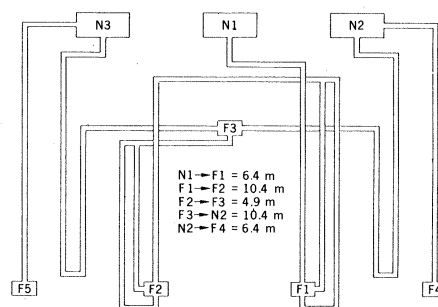 N3 N1 N2
F3
N1→F1 = 6.4 m
F1→F2 = 10.4 m
F2→F3 = 4.9 m
F3→N2 = 10.4 m
N2→F4 = 6.4 m
F5 F2 F1 F4